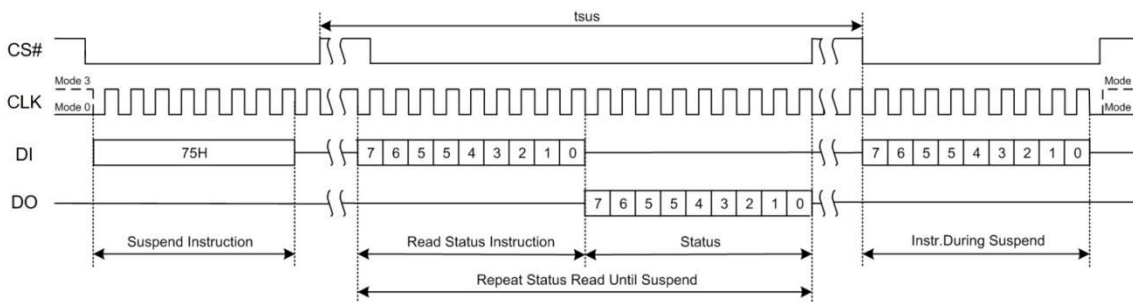 tsus
CS#
Mode 3
Mode 0
CLK
Mode
Mode
DI
75H
7 6 5 5 4 3 2 1 0
7 6 5 5 4 3 2 1 0
DO
7 6 5 5 4 3 2 1 0
Suspend Instruction
Read Status Instruction
Status
Instr.During Suspend
Repeat Status Read Until Suspend